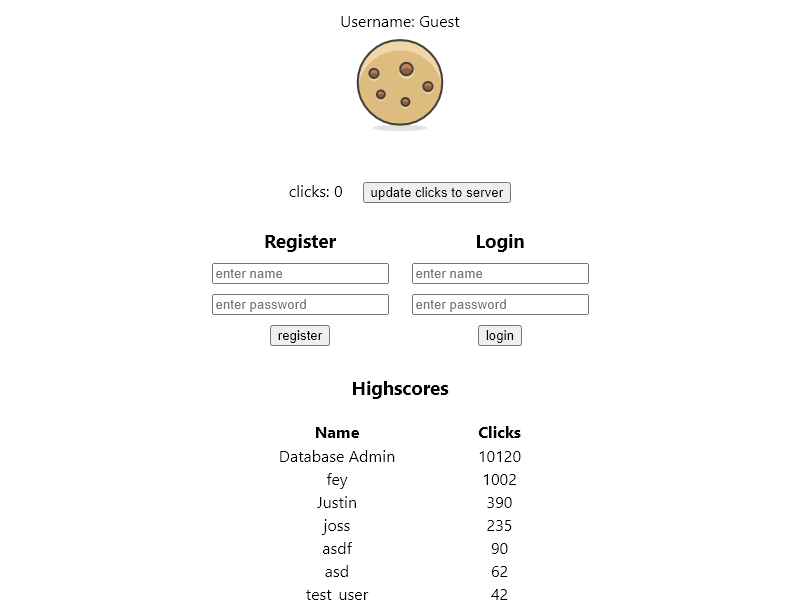 Username: Guest
clicks: 0 update clicks to server
Register Login
enter name enter name
enter password enter password
register login
Highscores
Name Clicks
Database Admin 10120
fey 1002
Justin 390
joss 235
asdf 90
asd 62
test_user 42